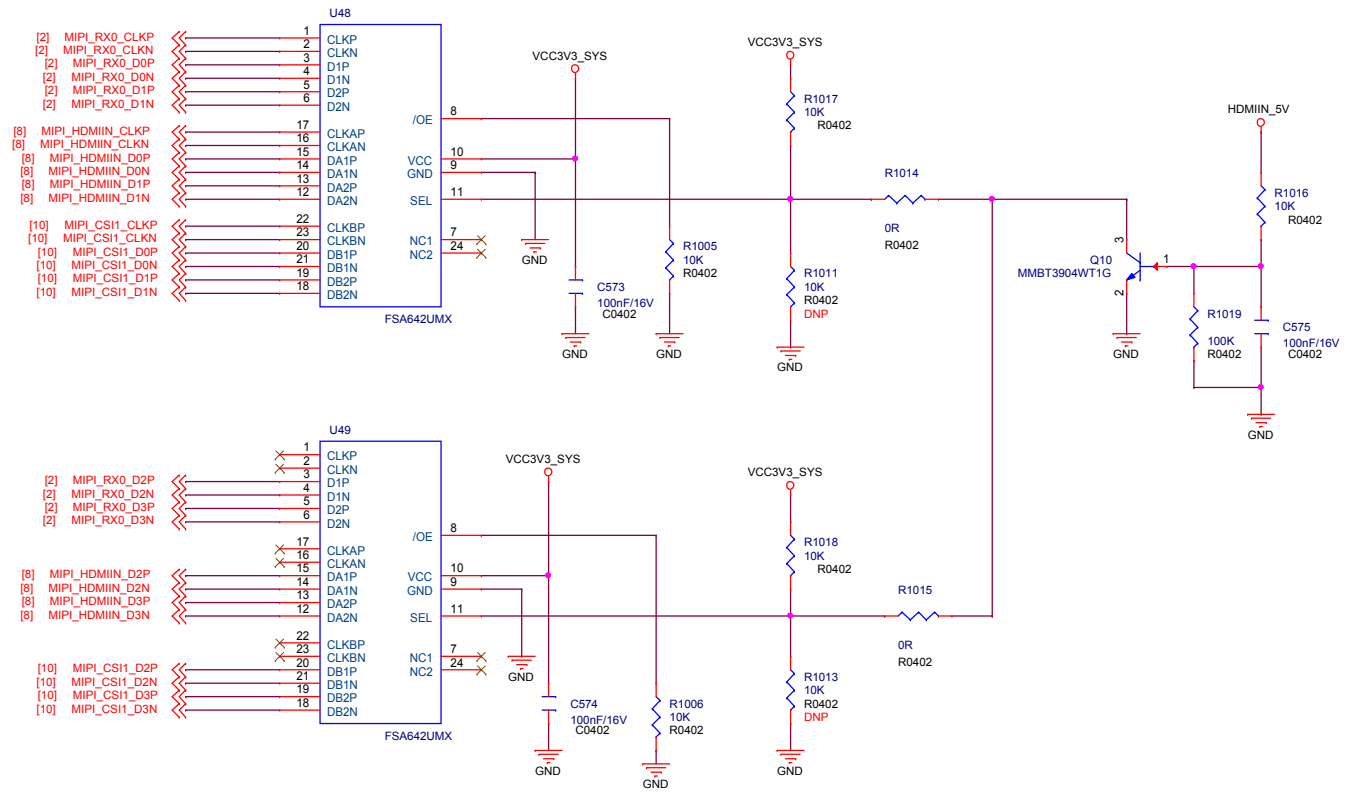 U48
[2] MIPI_RX0_CLKP 1 CLKP
[2] MIPI_RX0_CLKN 2 CLKN
[2] MIPI_RX0_D0P 3 D1P
[2] MIPI_RX0_D0N 4 D1N
[2] MIPI_RX0_D1P 5 D2P
[2] MIPI_RX0_D1N 6 D2N
[8] MIPI_HDMIIN_CLKP 17 CLKAP
[8] MIPI_HDMIIN_CLKN 16 CLKAN
[8] MIPI_HDMIIN_D0P 15 DA1P
[8] MIPI_HDMIIN_D0N 14 DA1N
[8] MIPI_HDMIIN_D1P 13 DA2P
[8] MIPI_HDMIIN_D1N 12 DA2N
[10] MIPI_CSI1_CLKP 22 CLKBP
[10] MIPI_CSI1_CLKN 23 CLKBN
[10] MIPI_CSI1_D0P 20 DB1P
[10] MIPI_CSI1_D0N 21 DB1N
[10] MIPI_CSI1_D1P 19 DB2P
[10] MIPI_CSI1_D1N 18 DB2N
/OE 8
VCC 10
GND 9
SEL 11
NC1 7
NC2 24
FSA642UMX
VCC3V3_SYS
GND
C573
100nF/16V
C0402
GND
R1005
10K
R0402
GND
VCC3V3_SYS
R1017
10K
R0402
R1011
10K
R0402
DNP
GND
R1014
0R
R0402
3
Q10
MMBT3904WT1G
1
2
GND
HDMIIN_5V
R1016
10K
R0402
R1019
100K
R0402
C575
100nF/16V
C0402
GND
U49
1 CLKP
2 CLKN
[2] MIPI_RX0_D2P 3 D1P
[2] MIPI_RX0_D2N 4 D1N
[2] MIPI_RX0_D3P 5 D2P
[2] MIPI_RX0_D3N 6 D2N
17 CLKAP
16 CLKAN
[8] MIPI_HDMIIN_D2P 15 DA1P
[8] MIPI_HDMIIN_D2N 14 DA1N
[8] MIPI_HDMIIN_D3P 13 DA2P
[8] MIPI_HDMIIN_D3N 12 DA2N
22 CLKBP
23 CLKBN
[10] MIPI_CSI1_D2P 20 DB1P
[10] MIPI_CSI1_D2N 21 DB1N
[10] MIPI_CSI1_D3P 19 DB2P
[10] MIPI_CSI1_D3N 18 DB2N
/OE 8
VCC 10
GND 9
SEL 11
NC1 7
NC2 24
FSA642UMX
VCC3V3_SYS
GND
C574
100nF/16V
C0402
GND
R1006
10K
R0402
GND
VCC3V3_SYS
R1018
10K
R0402
R1013
10K
R0402
DNP
GND
R1015
0R
R0402